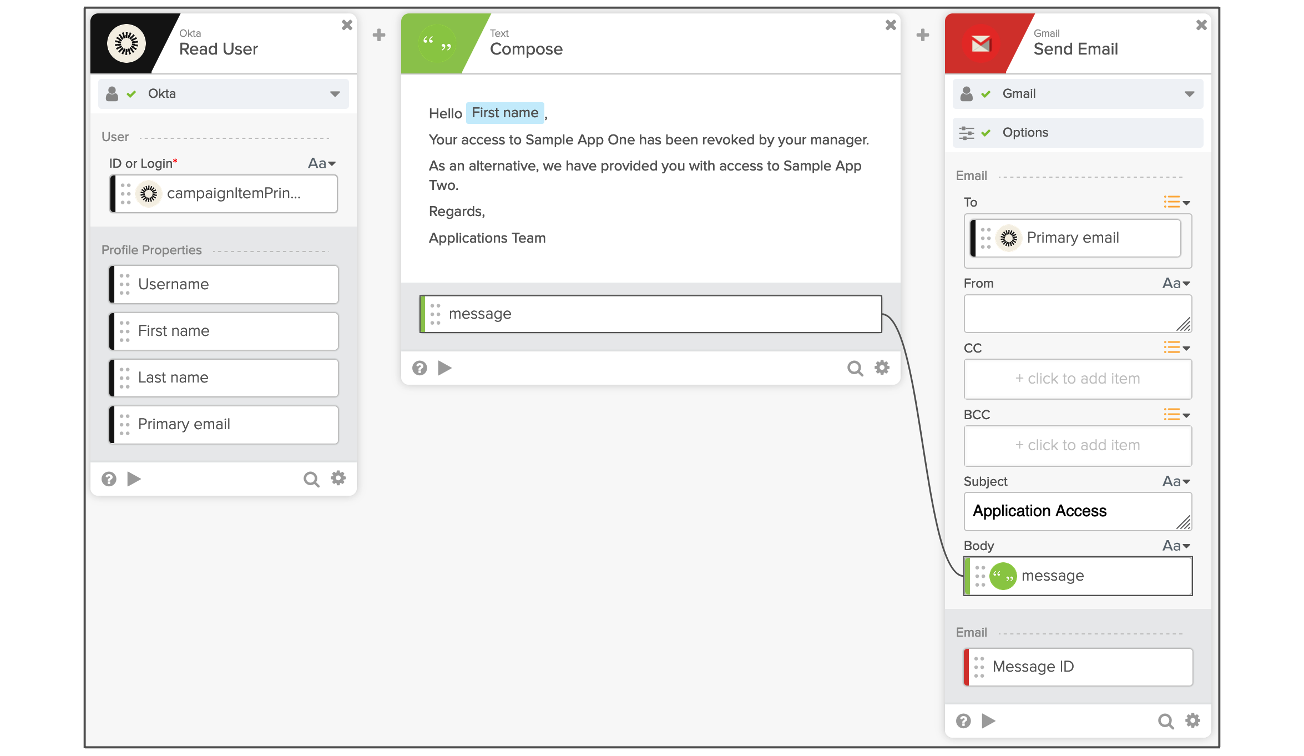 Okta
Read User
Okta
User
ID or Login*
Aa
campaignItemPrin...
Profile Properties
Username
First name
Last name
Primary email
Text
Compose
Hello First name ,
Your access to Sample App One has been revoked by your manager.
As an alternative, we have provided you with access to Sample App
Two.
Regards,
Applications Team
message
Gmail
Send Email
Gmail
Options
Email
To
Primary email
From
Aa
CC
+ click to add item
BCC
+ click to add item
Subject
Aa
Application Access
Body
Aa
message
Email
Message ID